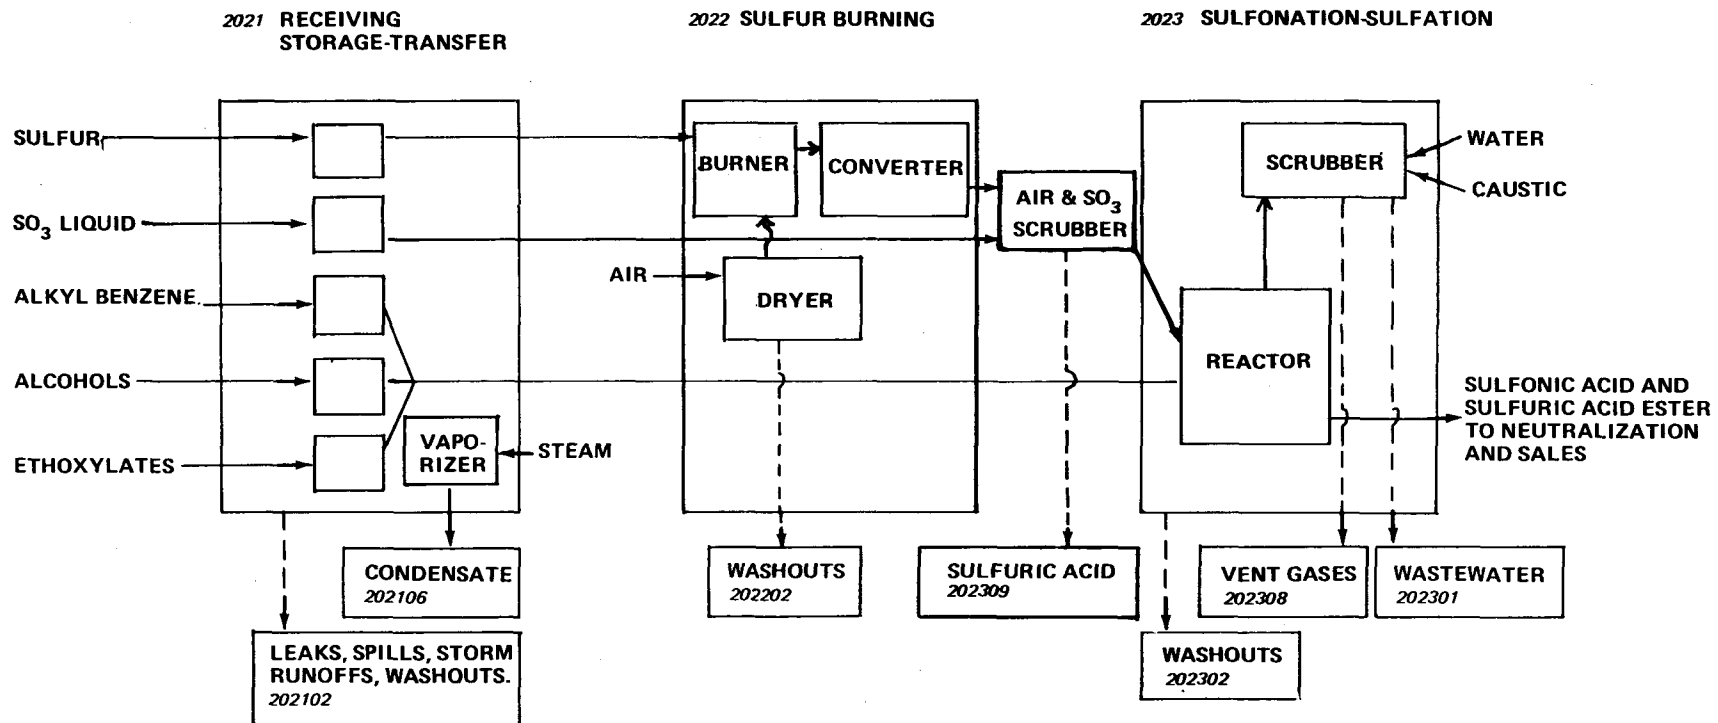 2021 RECEIVING
STORAGE-TRANSFER
2022 SULFUR BURNING
2023 SULFONATION-SULFATION
SULFUR
SO3 LIQUID
ALKYL BENZENE.
ALCOHOLS
ETHOXYLATES
VAPO-
RIZER
STEAM
BURNER
CONVERTER
AIR
DRYER
AIR & SO3
SCRUBBER
SCRUBBER
WATER
CAUSTIC
REACTOR
SULFONIC ACID AND
SULFURIC ACID ESTER
TO NEUTRALIZATION
AND SALES
CONDENSATE
202106
LEAKS, SPILLS, STORM
RUNOFFS, WASHOUTS.
202102
WASHOUTS
202202
SULFURIC ACID
202309
VENT GASES
202308
WASTEWATER
202301
WASHOUTS
202302